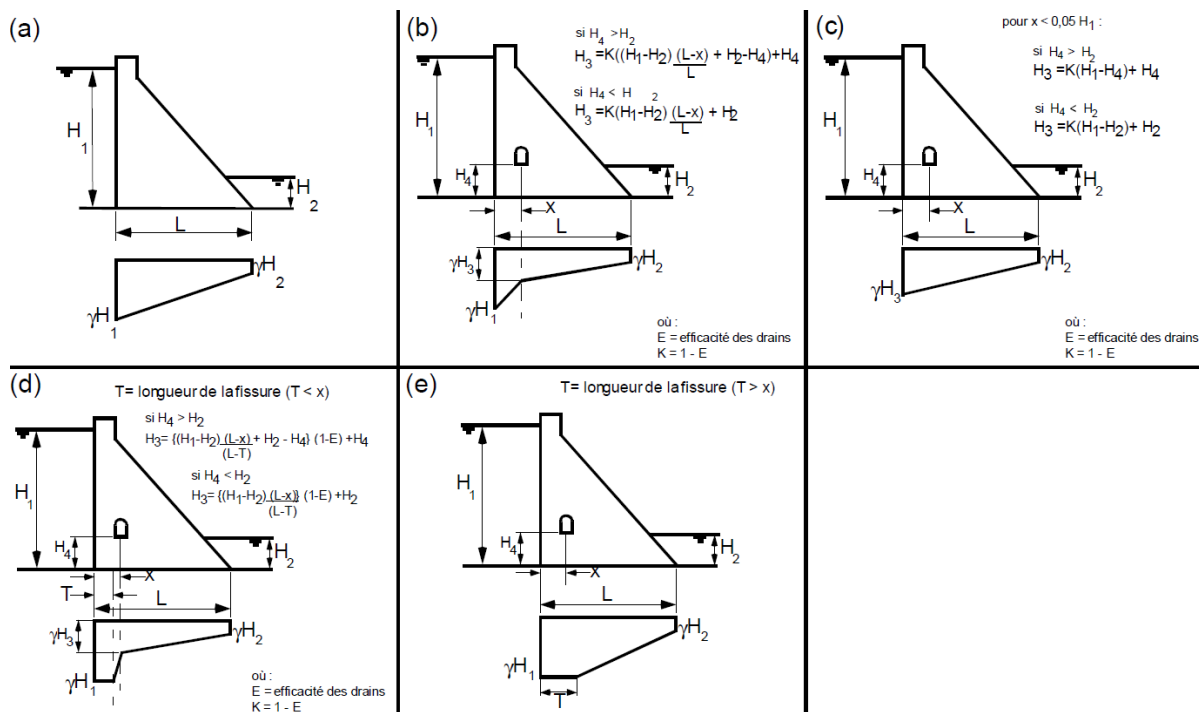 (a)
H1
H2
L
γH2
γH1
(b)
si H4 >H2
H3 =K((H1-H2) (L-x)/L + H2-H4)+H4
si H4 < H2
H3 =K(H1-H2) (L-x)/L + H2
H1
H4
H2
x
L
γH3
γH2
γH1
où :
E = efficacité des drains
K = 1 - E
(c)
pour x < 0,05 H1 :
si H4 > H2
H3 =K(H1-H4)+ H4
si H4 < H2
H3 =K(H1-H2)+ H2
H1
H4
H2
x
L
γH2
γH3
où :
E = efficacité des drains
K = 1 - E
(d)
T= longueur de la fissure (T < x)
si H4 > H2
H3= {(H1-H2) (L-x)/(L-T) + H2 - H4} (1-E) +H4
si H4 < H2
H3= {(H1-H2) (L-x)/(L-T)} (1-E) +H2
H1
H4
H2
x
T
L
γH3
γH2
γH1
où :
E = efficacité des drains
K = 1 - E
(e)
T= longueur de la fissure (T > x)
H1
H4
H2
x
L
γH2
γH1
T